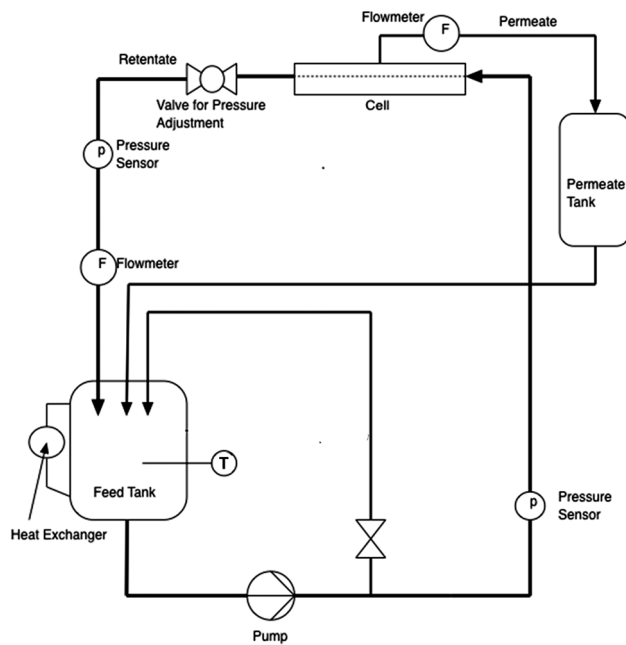 Flowmeter
F
Permeate
Retentate
Valve for Pressure
Adjustment
Cell
p
Pressure
Sensor
Permeate
Tank
F
Flowmeter
T
Feed Tank
Heat Exchanger
p
Pressure
Sensor
Pump